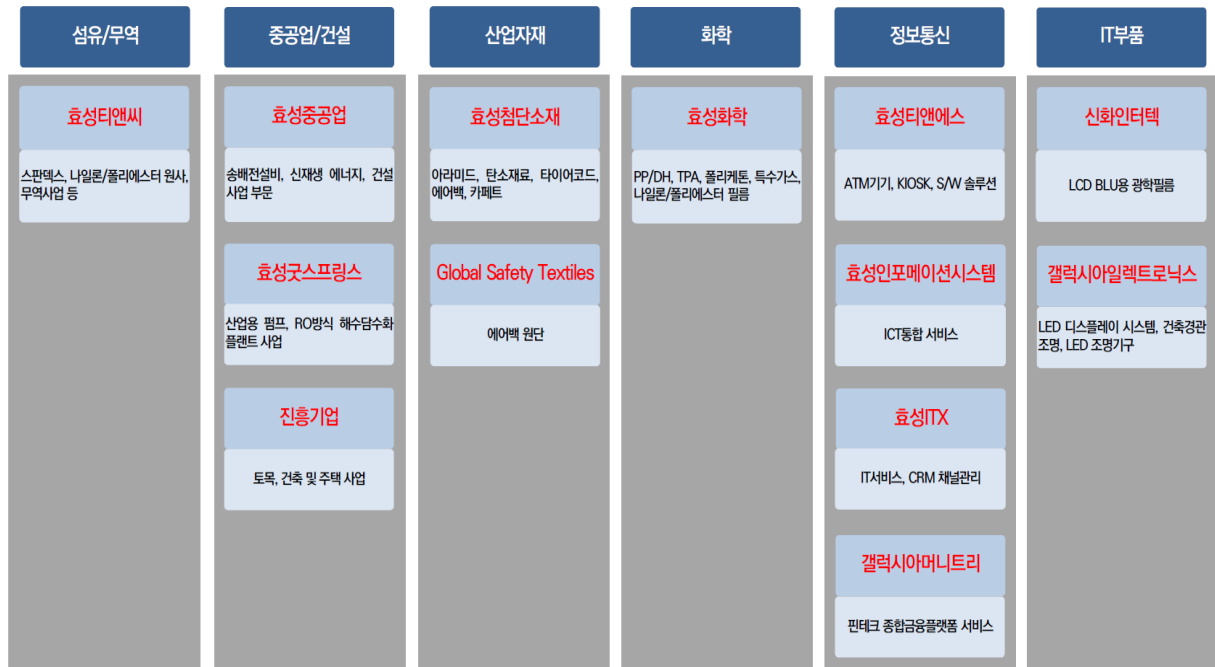 섬유/무역
효성티앤씨
스판덱스, 나일론/폴리에스터 원사,
무역사업 등
중공업/건설
효성중공업
송배전설비, 신재생 에너지, 건설
사업 부문
효성굿스프링스
산업용 펌프, RO방식 해수담수화
플랜트 사업
진흥기업
토목, 건축 및 주택 사업
산업자재
효성첨단소재
아라미드, 탄소재료, 타이어코드,
에어백, 카페트
Global Safety Textiles
에어백 원단
화학
효성화학
PP/DH, TPA, 폴리케톤, 특수가스,
나일론/폴리에스터 필름
정보통신
효성티앤에스
ATM기기, KIOSK, S/W 솔루션
효성인포메이션시스템
ICT통합 서비스
효성ITX
IT서비스, CRM 채널관리
갤럭시아머니트리
핀테크 종합금융플랫폼 서비스
IT부품
신화인터텍
LCD BLU용 광학필름
갤럭시아일렉트로닉스
LED 디스플레이 시스템, 건축경관
조명, LED 조명기구